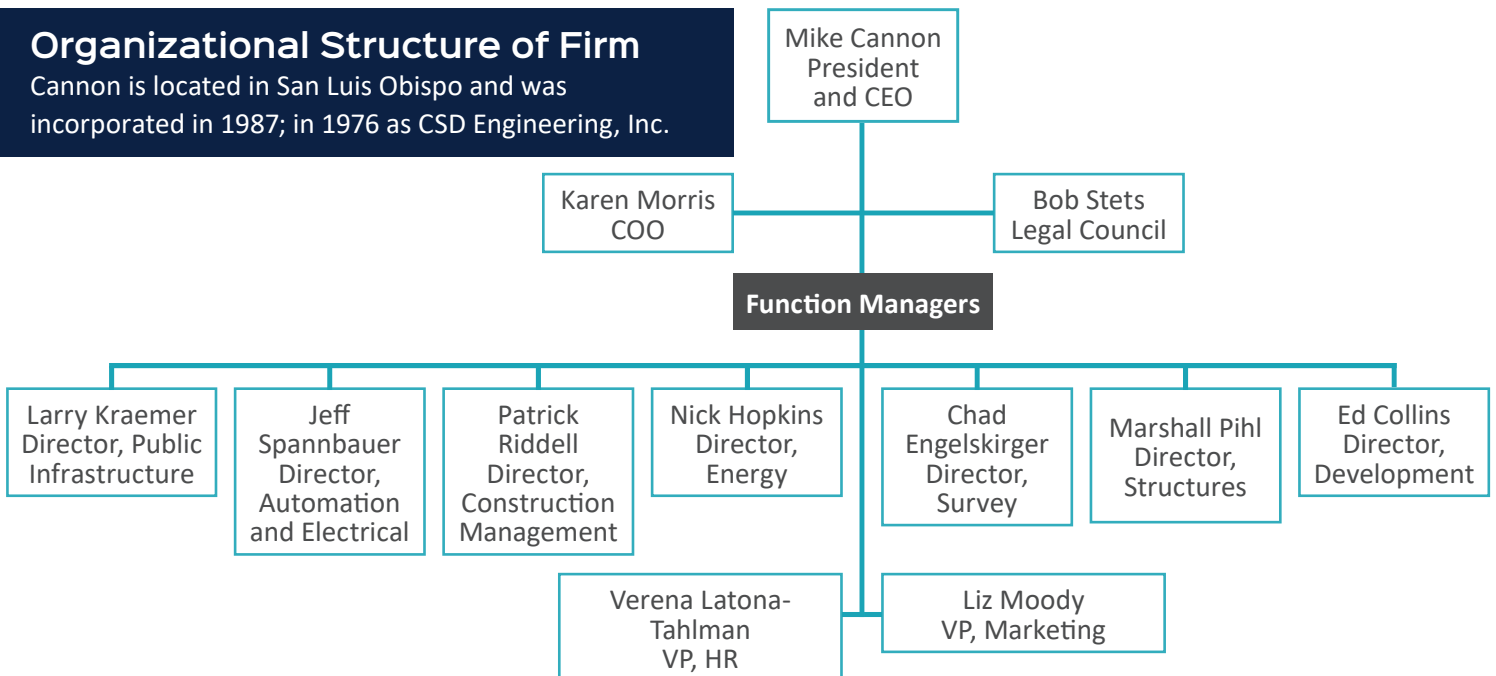 Organizational Structure of Firm
Cannon is located in San Luis Obispo and was
incorporated in 1987; in 1976 as CSD Engineering, Inc.
Mike Cannon
President
and CEO
Karen Morris
COO
Bob Stets
Legal Council
Function Managers
Larry Kraemer
Director, Public
Infrastructure
Jeff
Spannbauer
Director,
Automation
and Electrical
Patrick
Riddell
Director,
Construction
Management
Nick Hopkins
Director,
Energy
Chad
Engelskirger
Director,
Survey
Marshall Pihl
Director,
Structures
Ed Collins
Director,
Development
Verena Latona-
Tahlman
VP, HR
Liz Moody
VP, Marketing